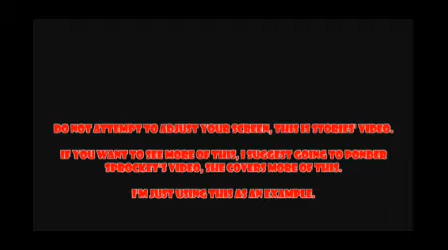 DO NOT ATTEMPT TO ADJUST YOUR SCREEN, THIS IS STORIES' VIDEO.
IF YOU WANT TO SEE MORE OF THIS, I SUGGEST GOING TO PONDER
SPROCKET'S VIDEO, SHE COVERS MORE OF THIS.
I'M JUST USING THIS AS AN EXAMPLE.